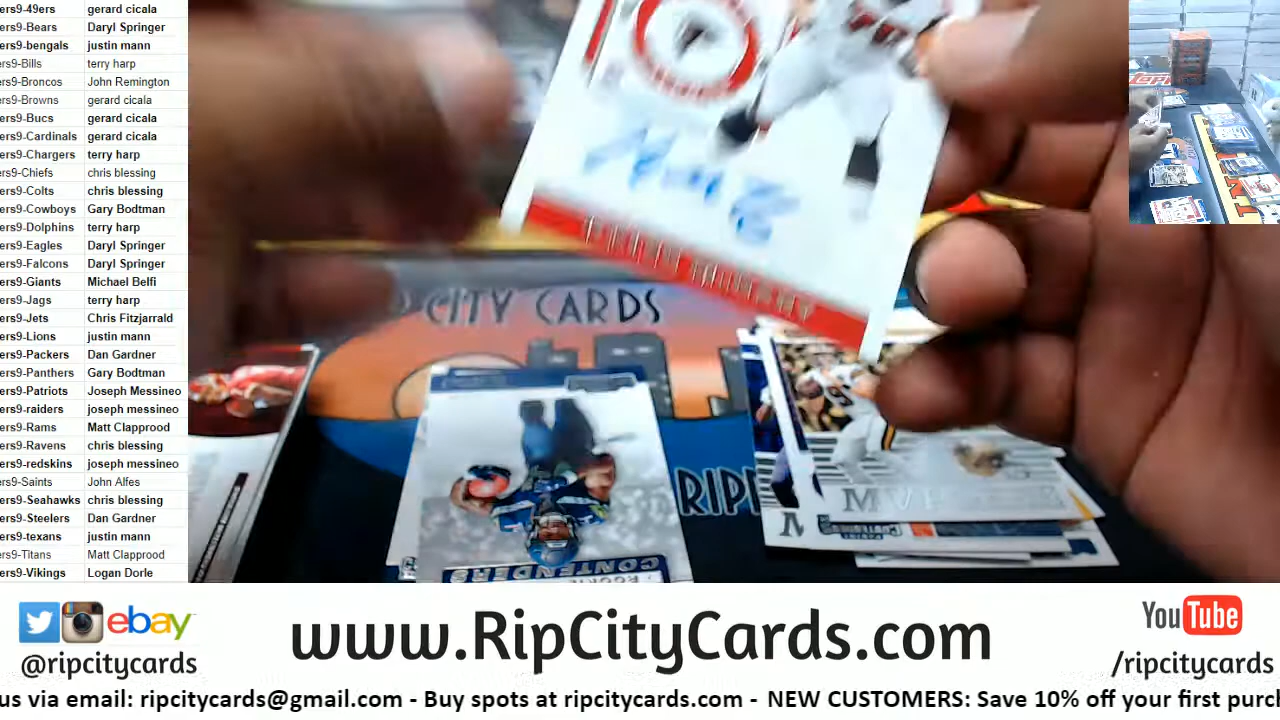 ers9-49ers gerard cicala
ers9-Bears Daryl Springer
ers9-bengals justin mann
ers9-Bills terry harp
ers9-Broncos John Remington
ers9-Browns gerard cicala
ers9-Bucs gerard cicala
ers9-Cardinals gerard cicala
ers9-Chargers terry harp
ers9-Chiefs chris blessing
ers9-Colts chris blessing
ers9-Cowboys Gary Bodtman
ers9-Dolphins terry harp
ers9-Eagles Daryl Springer
ers9-Falcons Daryl Springer
ers9-Giants Michael Belfi
ers9-Jags terry harp
ers9-Jets Chris Fitzjarrald
ers9-Lions justin mann
ers9-Packers Dan Gardner
ers9-Panthers Gary Bodtman
ers9-Patriots Joseph Messineo
ers9-raiders joseph messineo
ers9-Rams Matt Clapprood
ers9-Ravens chris blessing
ers9-redskins joseph messineo
ers9-Saints John Alfes
ers9-Seahawks chris blessing
ers9-Steelers Dan Gardner
ers9-texans justin mann
ers9-Titans Matt Clapprood
ers9-Vikings Logan Dorle
CITY CARDS
RIP
MVP
ROOKIE
CONTENDERS
ebay
@ripcitycards
www.RipCityCards.com
YouTube
/ripcitycards
us via email: ripcitycards@gmail.com - Buy spots at ripcitycards.com - NEW CUSTOMERS: Save 10% off your first purc